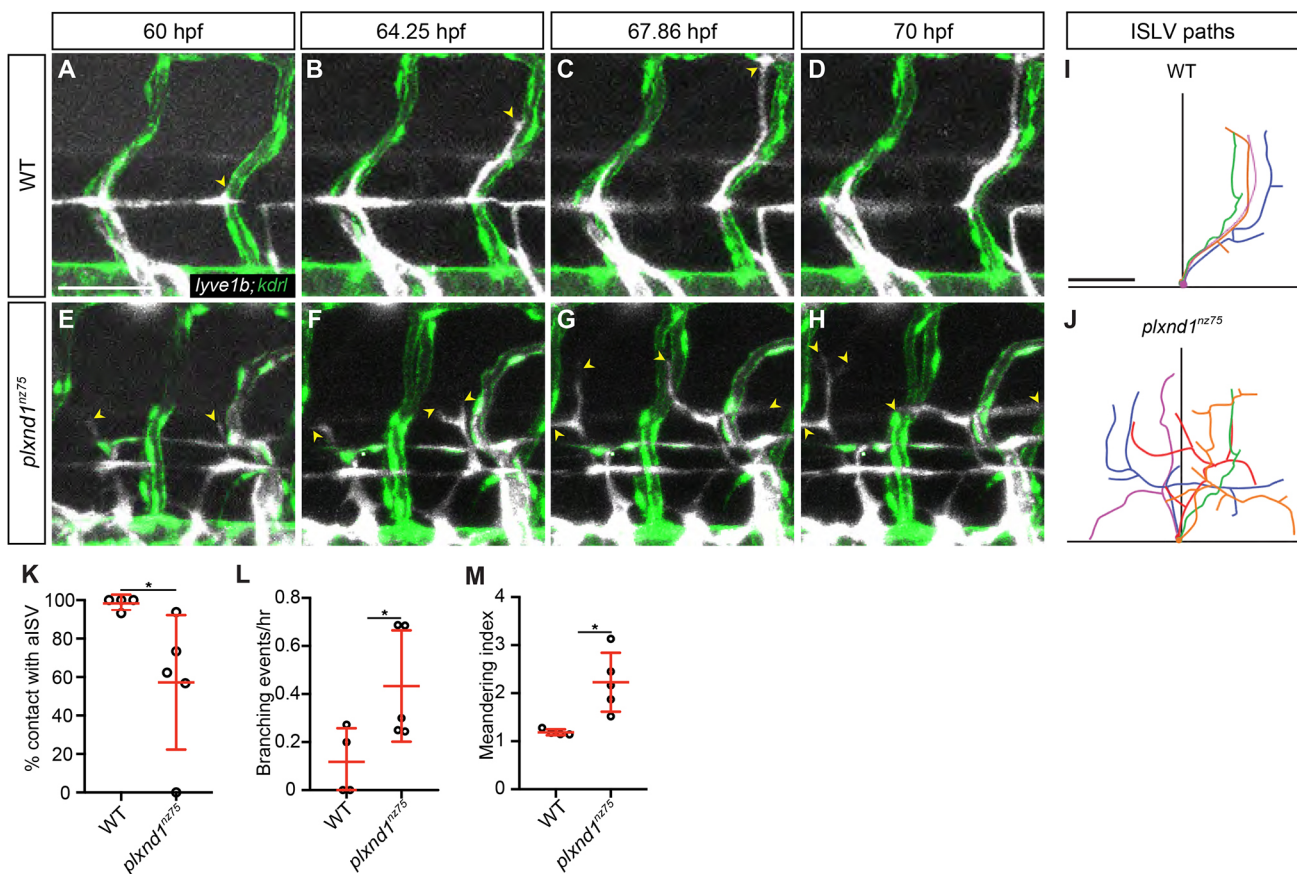 60 hpf
64.25 hpf
67.86 hpf
70 hpf
ISLV paths
WT
A
B
C
D
I
WT
lyve1b;kdrl
plxnd1nz75
E
F
G
H
J
plxnd1nz75
K
L
M
% contact with aISV
100
80
60
40
20
0
*
WT
plxnd1nz75
Branching events/hr
0.8
0.6
0.4
0.2
0
*
WT
plxnd1nz75
Meandering index
4
3
2
1
0
*
WT
plxnd1nz75